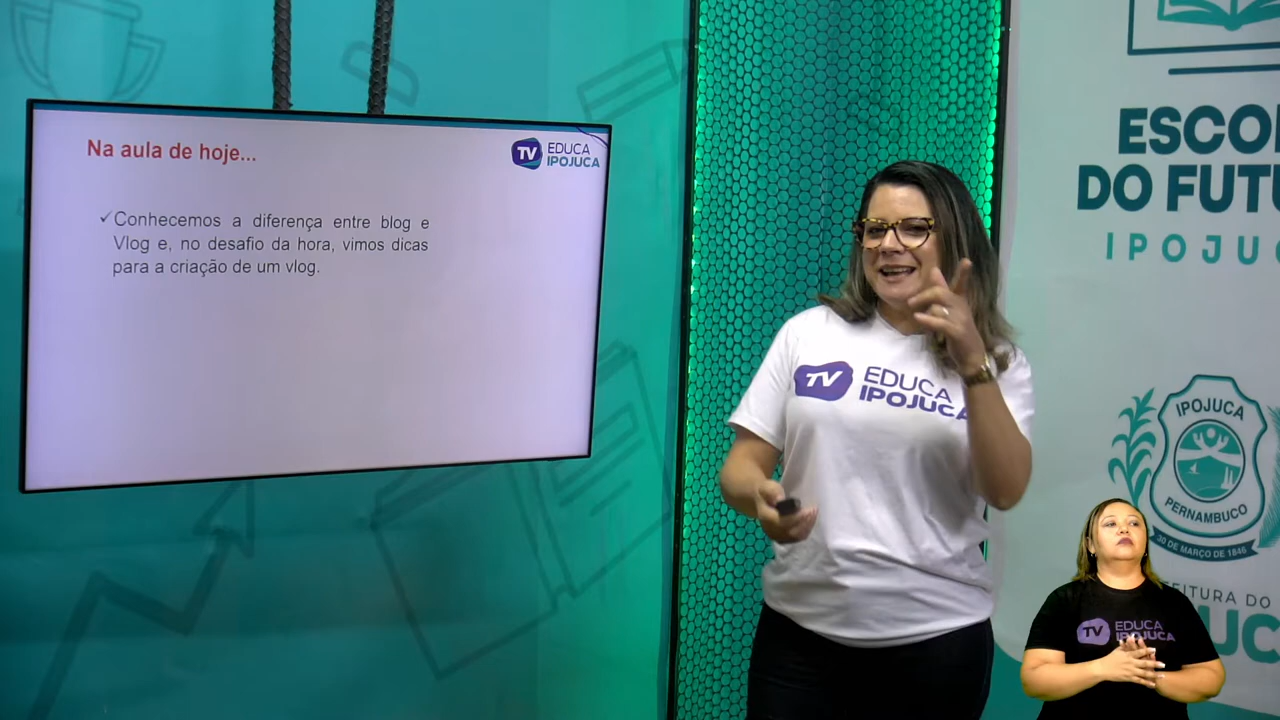 Na aula de hoje...
TV EDUCA
IPOJUCA
✓Conhecemos a diferença entre blog e
Vlog e, no desafio da hora, vimos dicas
para a criação de um vlog.
TV EDUCA
IPOJUCA
ESCO
DO FUTU
IPOJUC
IPOJUCA
PERNAMBUCO
30 DE MARÇO DE 1846
EITURA DO
TV EDUCA
IPOJUCA